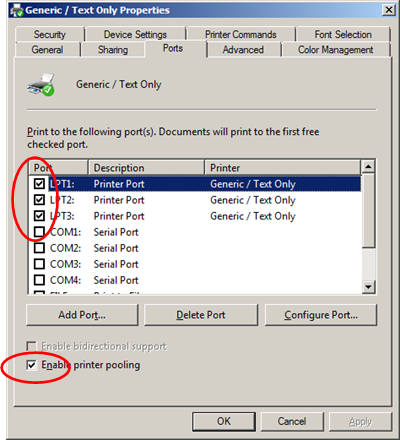 Generic / Text Only Properties
Security Device Settings Printer Commands Font Selection
General Sharing Ports Advanced Color Management
Generic / Text Only
Print to the following port(s). Documents will print to the first free
checked port.
Port Description Printer
LPT1: Printer Port Generic / Text Only
LPT2: Printer Port Generic / Text Only
LPT3: Printer Port Generic / Text Only
COM1: Serial Port
COM2: Serial Port
COM3: Serial Port
COM4: Serial Port
Add Port... Delete Port Configure Port...
Enable bidirectional support
Enable printer pooling
OK Cancel Apply